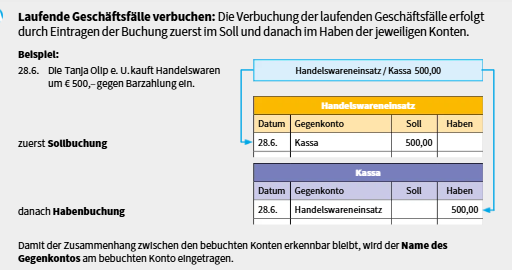 Laufende Geschäftsfälle verbuchen: Die Verbuchung der laufenden Geschäftsfälle erfolgt
durch Eintragen der Buchung zuerst im Soll und danach im Haben der jeweiligen Konten.
Beispiel:
28.6. Die Tanja Olip e. U. kauft Handelswaren
um € 500,– gegen Barzahlung ein.
Handelswareneinsatz / Kassa 500,00
Handelswareneinsatz
Datum Gegenkonto Soll Haben
zuerst Sollbuchung
28.6. Kassa 500,00
Kassa
Datum Gegenkonto Soll Haben
danach Habenbuchung
28.6. Handelswareneinsatz 500,00
Damit der Zusammenhang zwischen den bebuchten Konten erkennbar bleibt, wird der Name des
Gegenkontos am bebuchten Konto eingetragen.